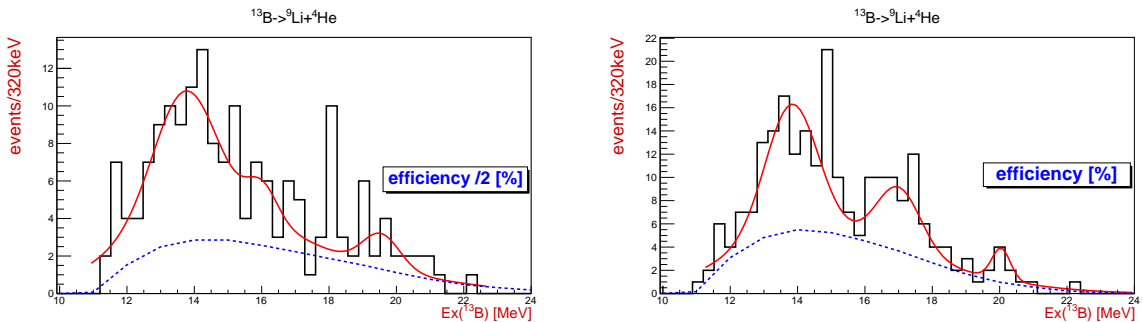 ¹³B->⁹Li+⁴He
events/320keV
12
10
8
6
4
2
0
efficiency /2 [%]
10 12 14 16 18 20 22 24
Ex(¹³B) [MeV]
¹³B->⁹Li+⁴He
events/320keV
22
20
18
16
14
12
10
8
6
4
2
0
efficiency [%]
10 12 14 16 18 20 22 24
Ex(¹³B) [MeV]